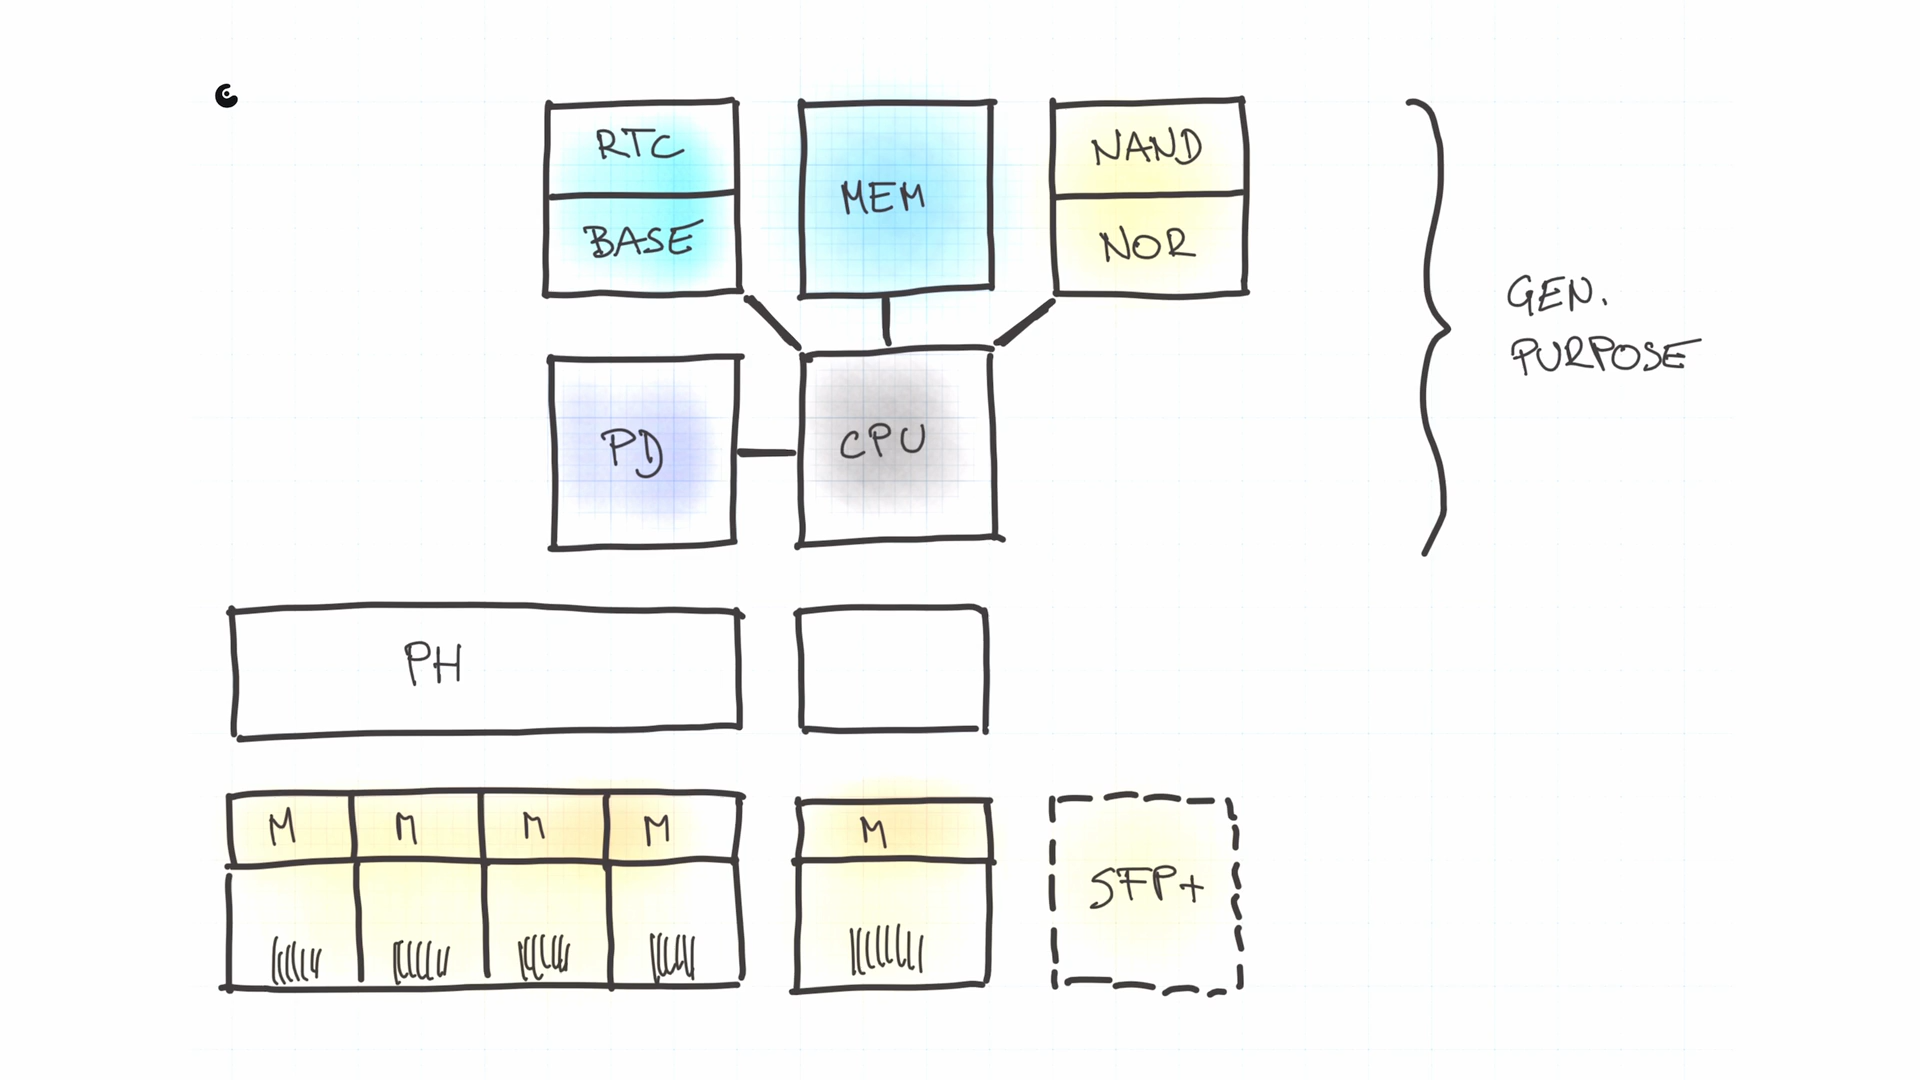 RTC
BASE
MEM
NAND
NOR
GEN.
PURPOSE
PD
CPU
PH
M
M
M
M
M
SFP+